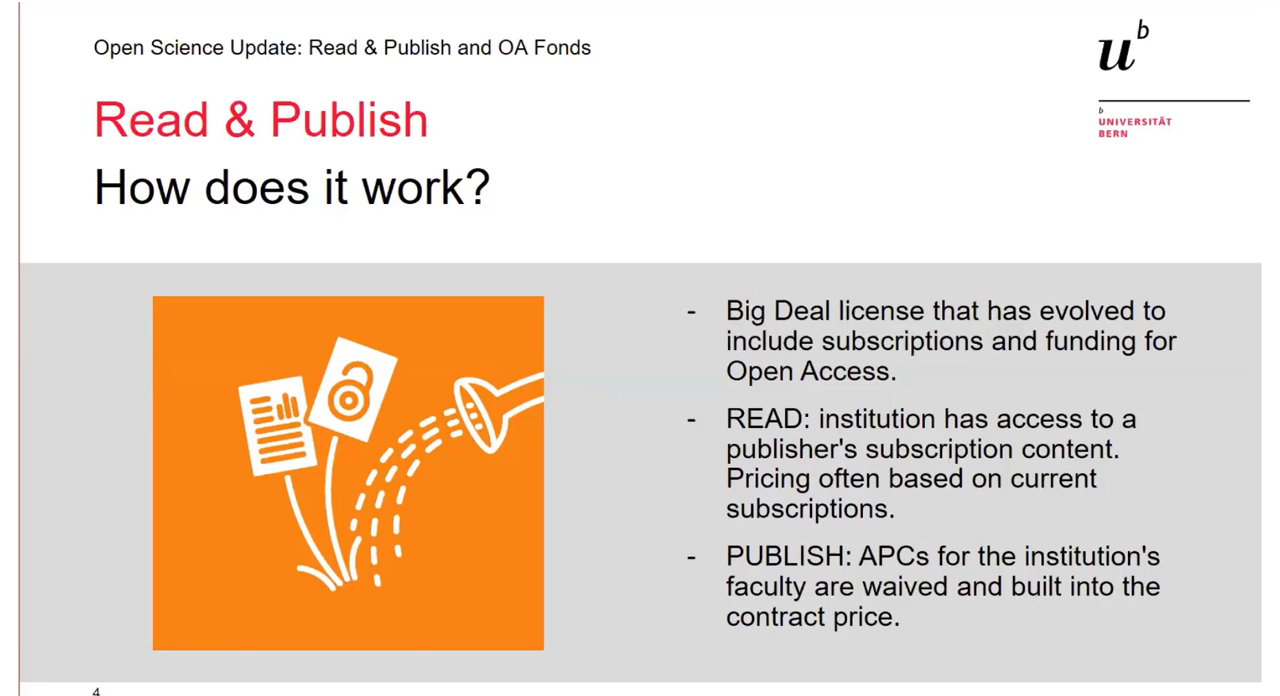 Open Science Update: Read & Publish and OA Fonds
u b
b
UNIVERSITÄT
BERN
Read & Publish
How does it work?
- Big Deal license that has evolved to
include subscriptions and funding for
Open Access.
- READ: institution has access to a
publisher's subscription content.
Pricing often based on current
subscriptions.
- PUBLISH: APCs for the institution's
faculty are waived and built into the
contract price.
4